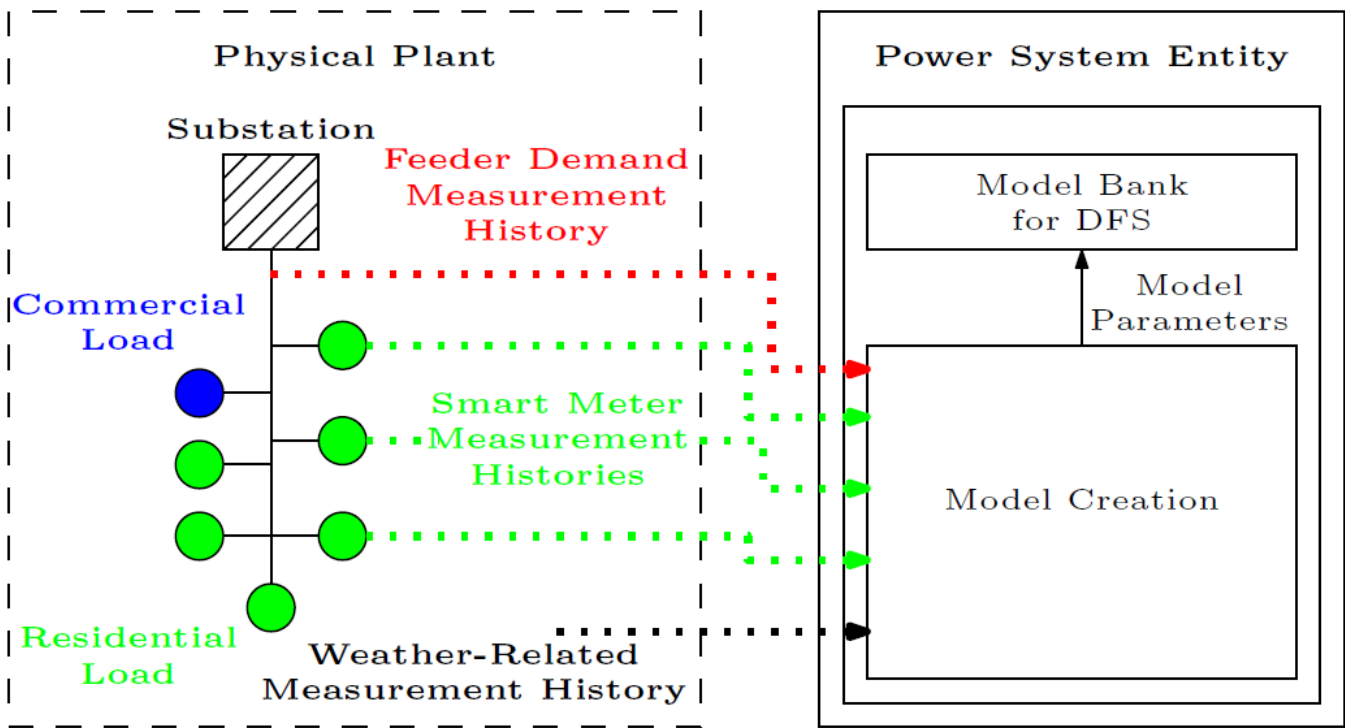 Physical Plant
Substation
Feeder Demand
Measurement
History
Commercial
Load
Smart Meter
Measurement
Histories
Residential
Load
Weather-Related
Measurement History
Power System Entity
Model Bank
for DFS
Model
Parameters
Model Creation